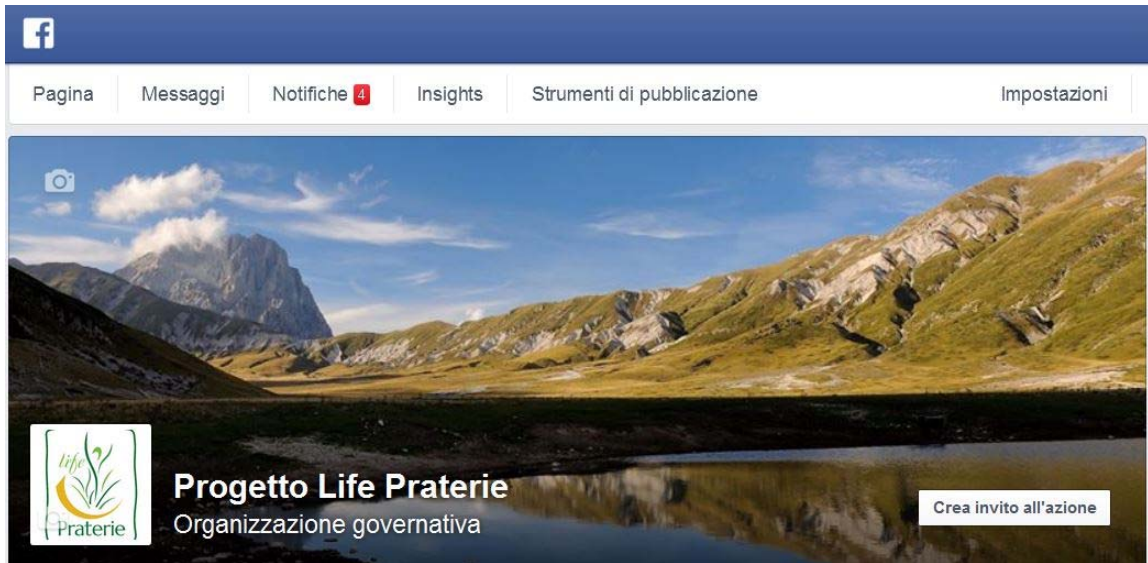 f
Pagina Messaggi Notifiche 4 Insights Strumenti di pubblicazione Impostazioni
life
Praterie
Progetto Life Praterie
Organizzazione governativa
Crea invito all'azione